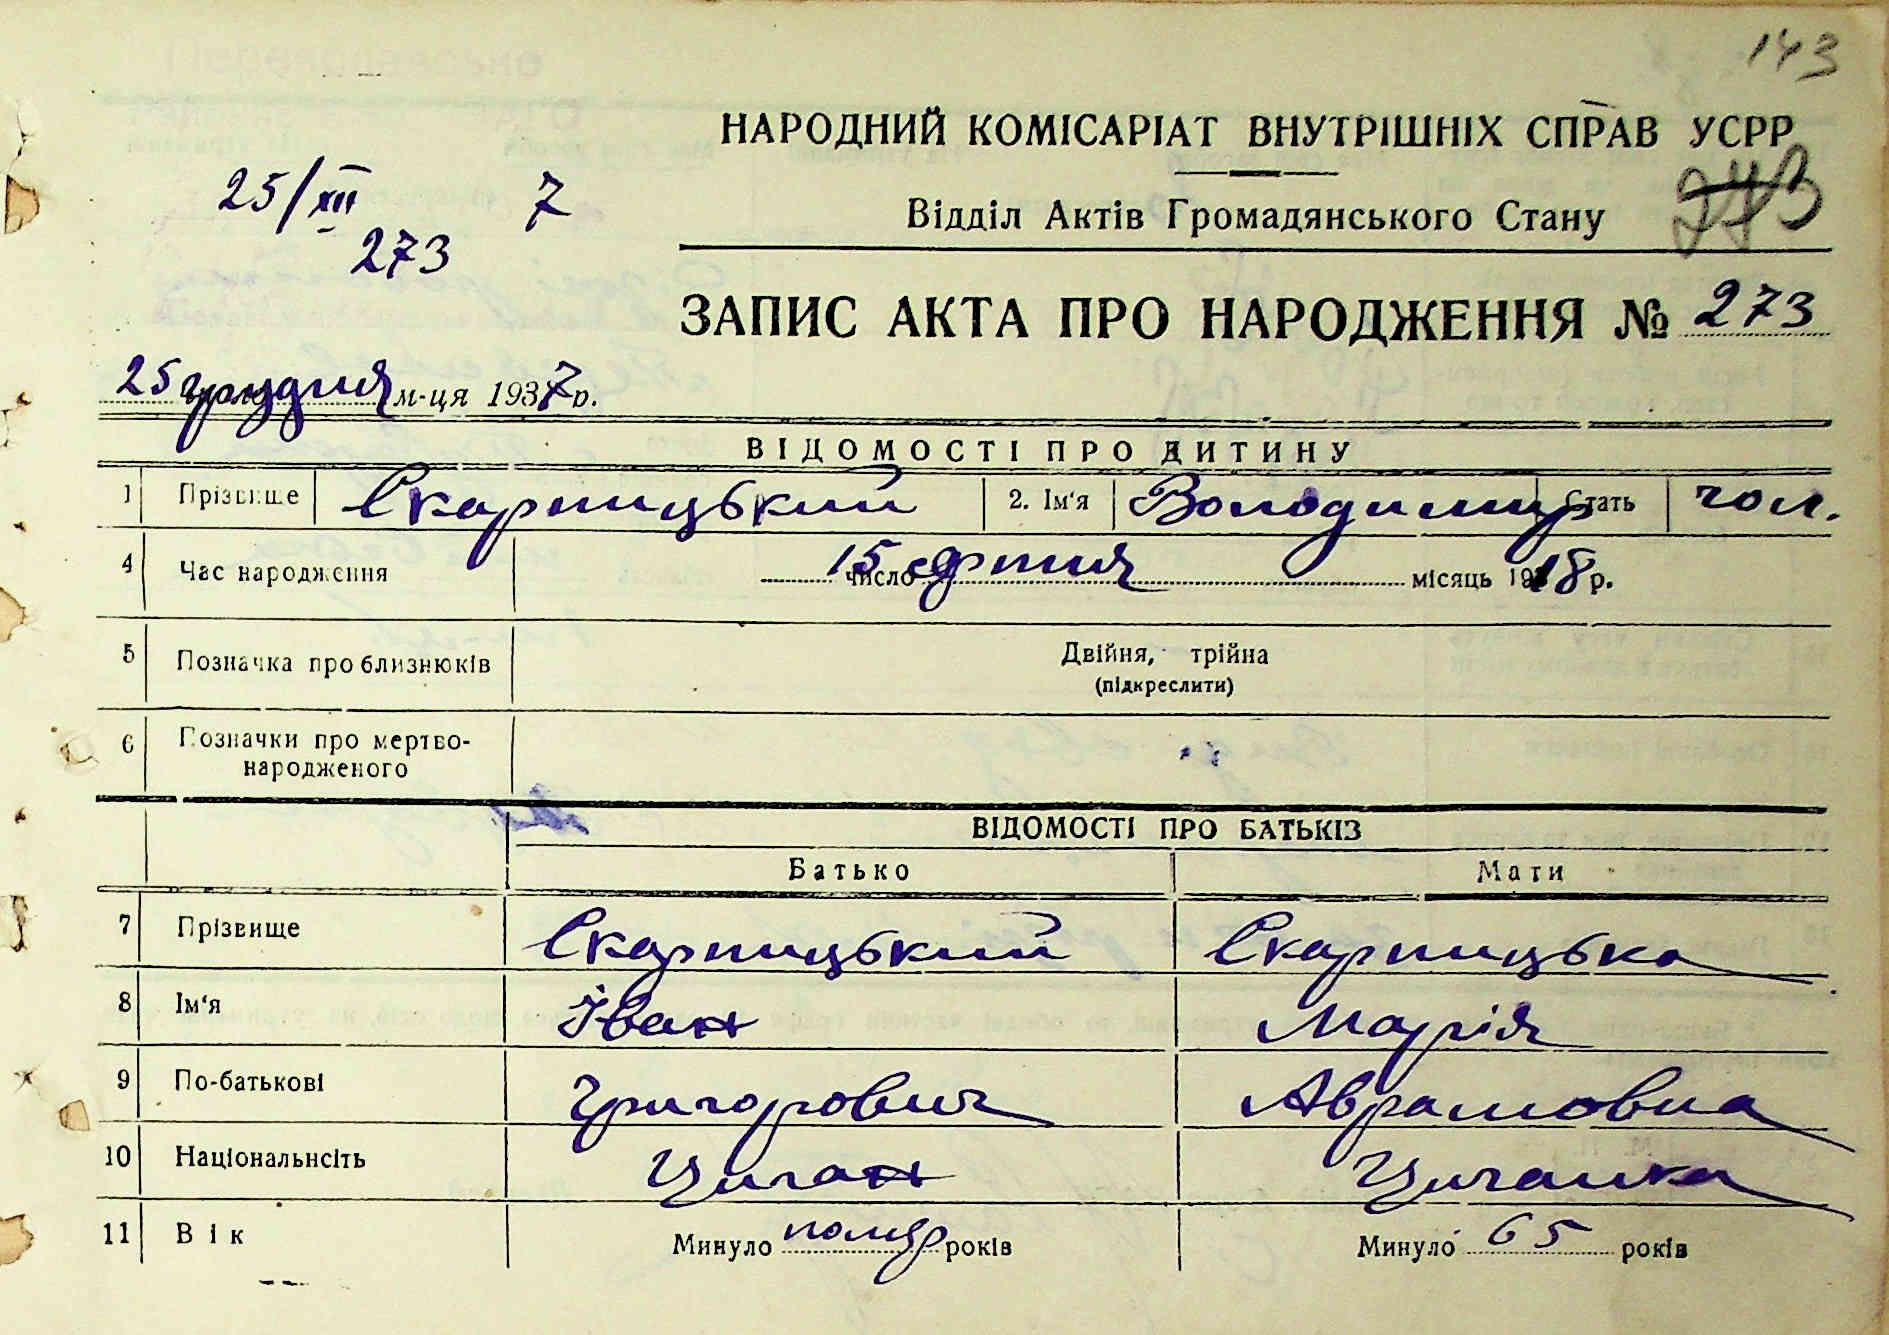 143
НАРОДНИЙ КОМІСАРІАТ ВНУТРІШНІХ СПРАВ УСРР
25/XII 7
273
Відділ Актів Громадянського Стану
ЗАПИС АКТА ПРО НАРОДЖЕННЯ № 273
25 грудня м-ця 1937 р.
ВІДОМОСТІ ПРО ДИТИНУ
1 Прізвище Скарпицький 2. Ім'я Володимир Стать чол.
4 Час народження 15 число серпня місяць 1918 р.
5 Позначка про близнюків Двійня, трійна
(підкреслити)
6 Позначки про мертво-
народженого
ВІДОМОСТІ ПРО БАТЬКІВ
Батько Мати
7 Прізвище Скарпицький Скарпицька
8 Ім'я Іван Марія
9 По-батькові Григорович Аврамовна
10 Національнсіть Циган Циганка
11 Вік Минуло помер років Минуло 65 років